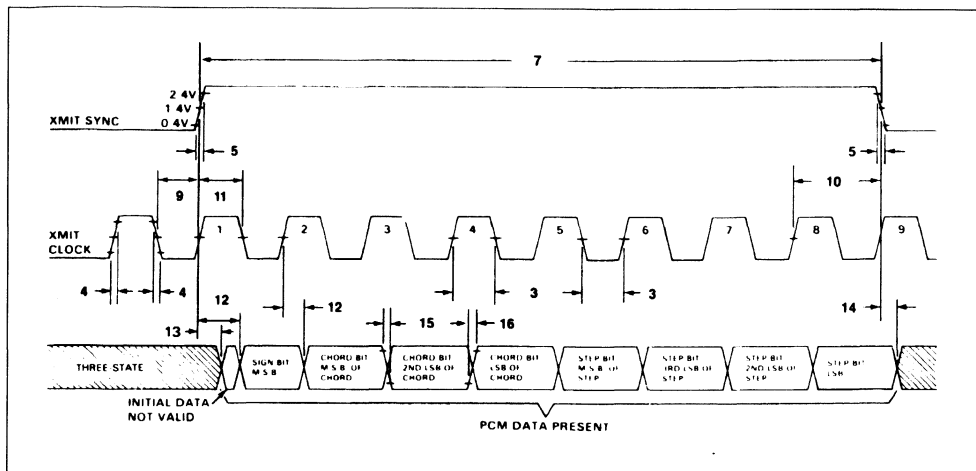 7
2 4V
1 4V
0 4V
XMIT SYNC
5
5
9
11
10
XMIT
CLOCK
1
2
3
4
5
6
7
8
9
4
4
12
12
3
3
13
15
16
14
THREE-STATE
SIGN BIT
M.S.B.
CHORD BIT
M.S.B. OF
CHORD
CHORD BIT
2ND LSB OF
CHORD
CHORD BIT
LSB OF
CHORD
STEP BIT
M.S.B. OF
STEP
STEP BIT
3RD LSB OF
STEP
STEP BIT
2ND LSB OF
STEP
STEP BIT
LSB
INITIAL DATA
NOT VALID
PCM DATA PRESENT